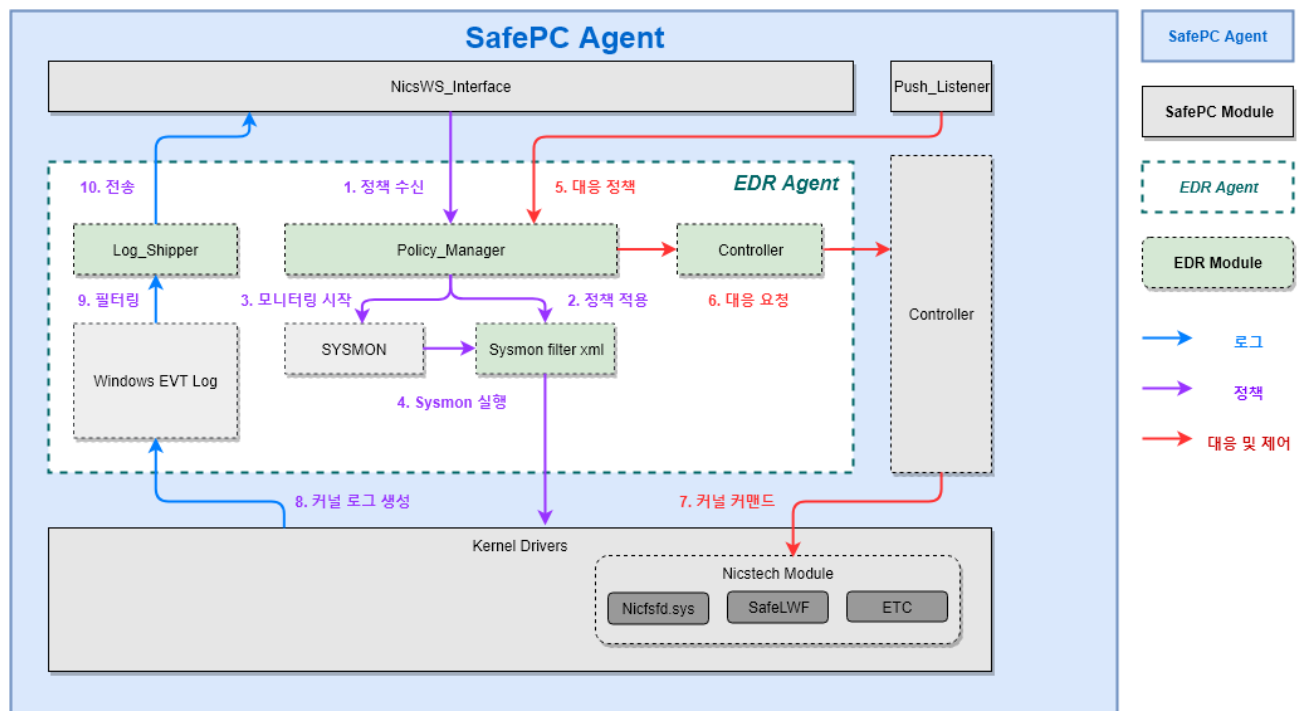 SafePC Agent
NicsWS_Interface
Push_Listener
10. 전송
1. 정책 수신
5. 대응 정책
EDR Agent
Log_Shipper
Policy_Manager
Controller
9. 필터링
3. 모니터링 시작
2. 정책 적용
6. 대응 요청
Controller
SYSMON
Sysmon filter xml
Windows EVT Log
4. Sysmon 실행
8. 커널 로그 생성
7. 커널 커맨드
Kernel Drivers
Nicstech Module
Nicfsfd.sys
SafeLWF
ETC
SafePC Agent
SafePC Module
EDR Agent
EDR Module
로그
정책
대응 및 제어